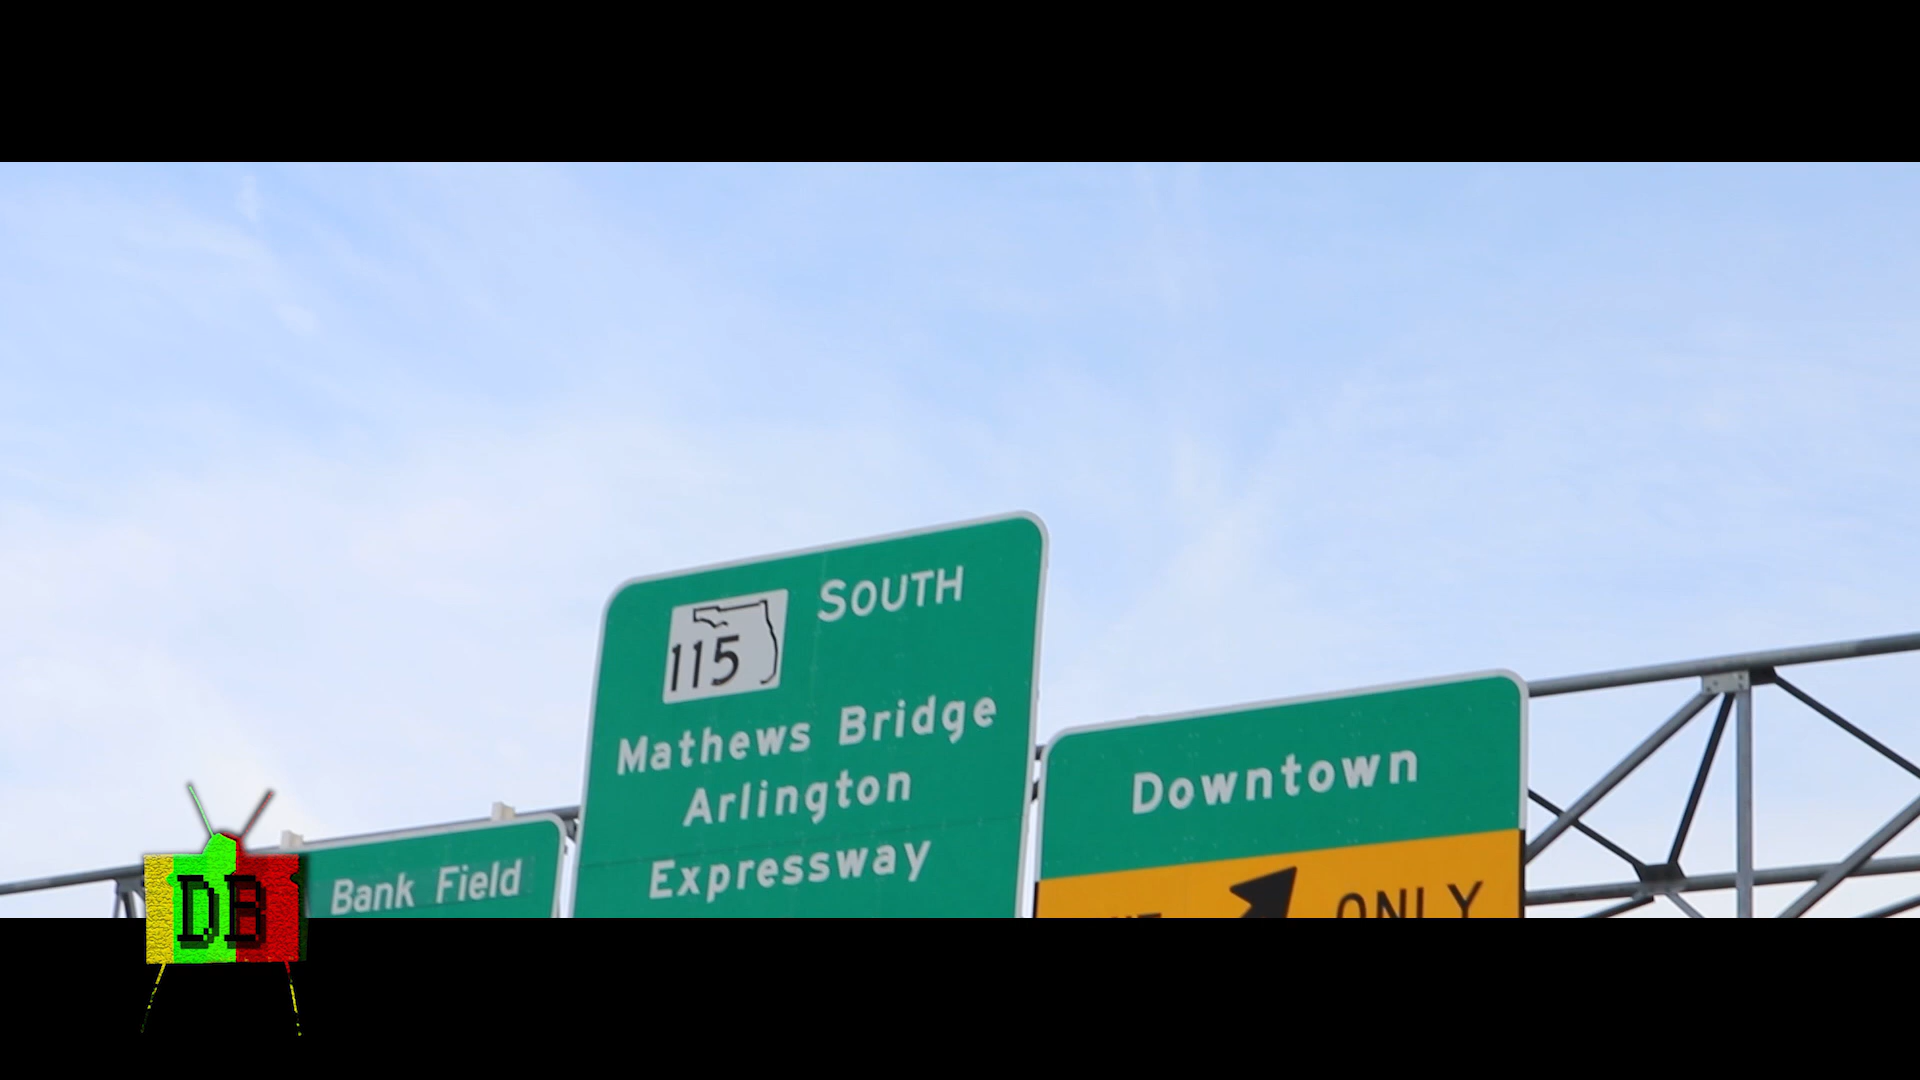 SOUTH
115
Mathews Bridge
Arlington
Expressway
Downtown
ONLY
Bank Field
DB